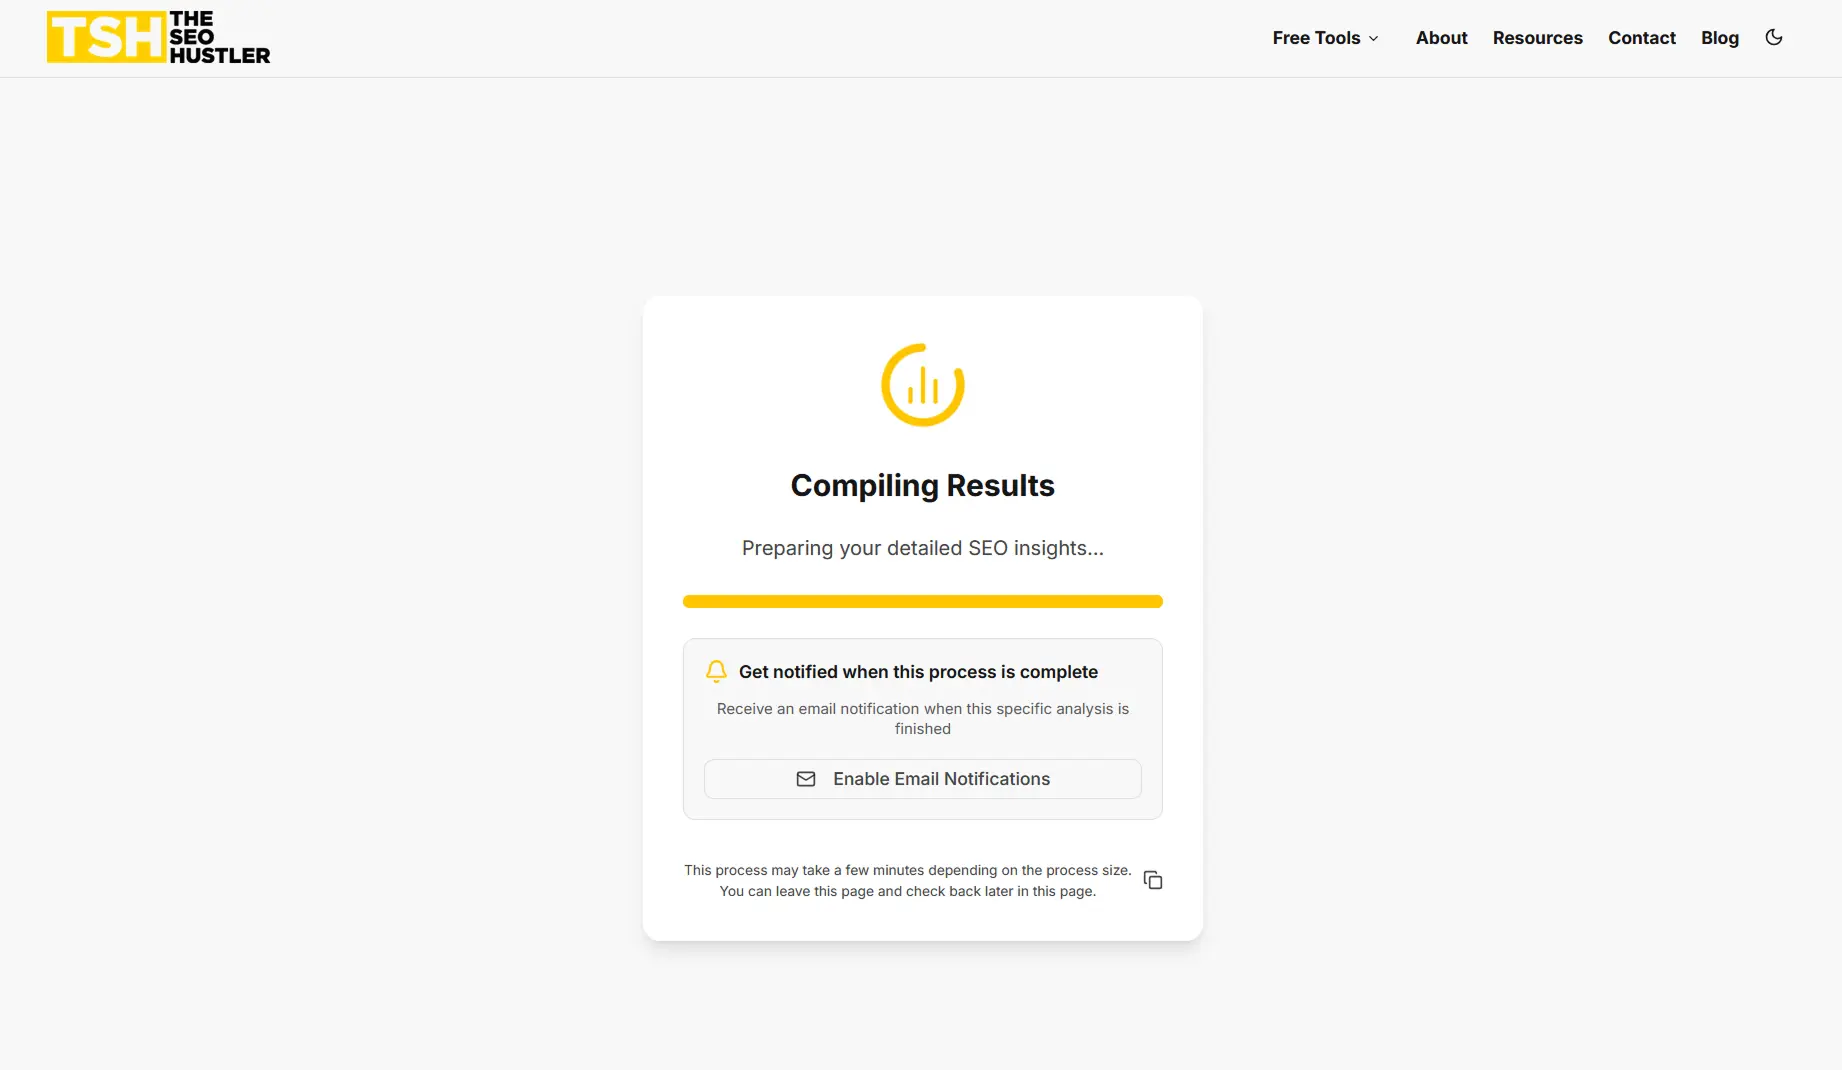 TSH THE
SEO
HUSTLER
Free Tools About Resources Contact Blog
Compiling Results
Preparing your detailed SEO insights...
Get notified when this process is complete
Receive an email notification when this specific analysis is
finished
Enable Email Notifications
This process may take a few minutes depending on the process size.
You can leave this page and check back later in this page.